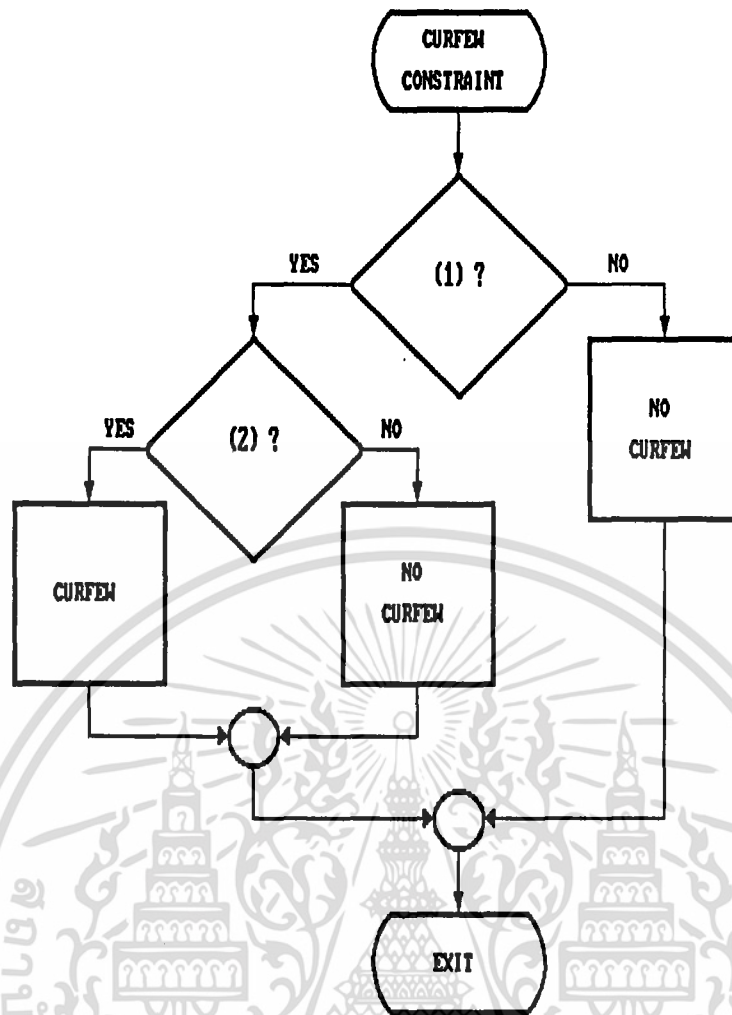 CURFEW
CONSTRAINT
(1) ?
YES
NO
NO
CURFEW
(2) ?
YES
NO
CURFEW
NO
CURFEW
EXIT